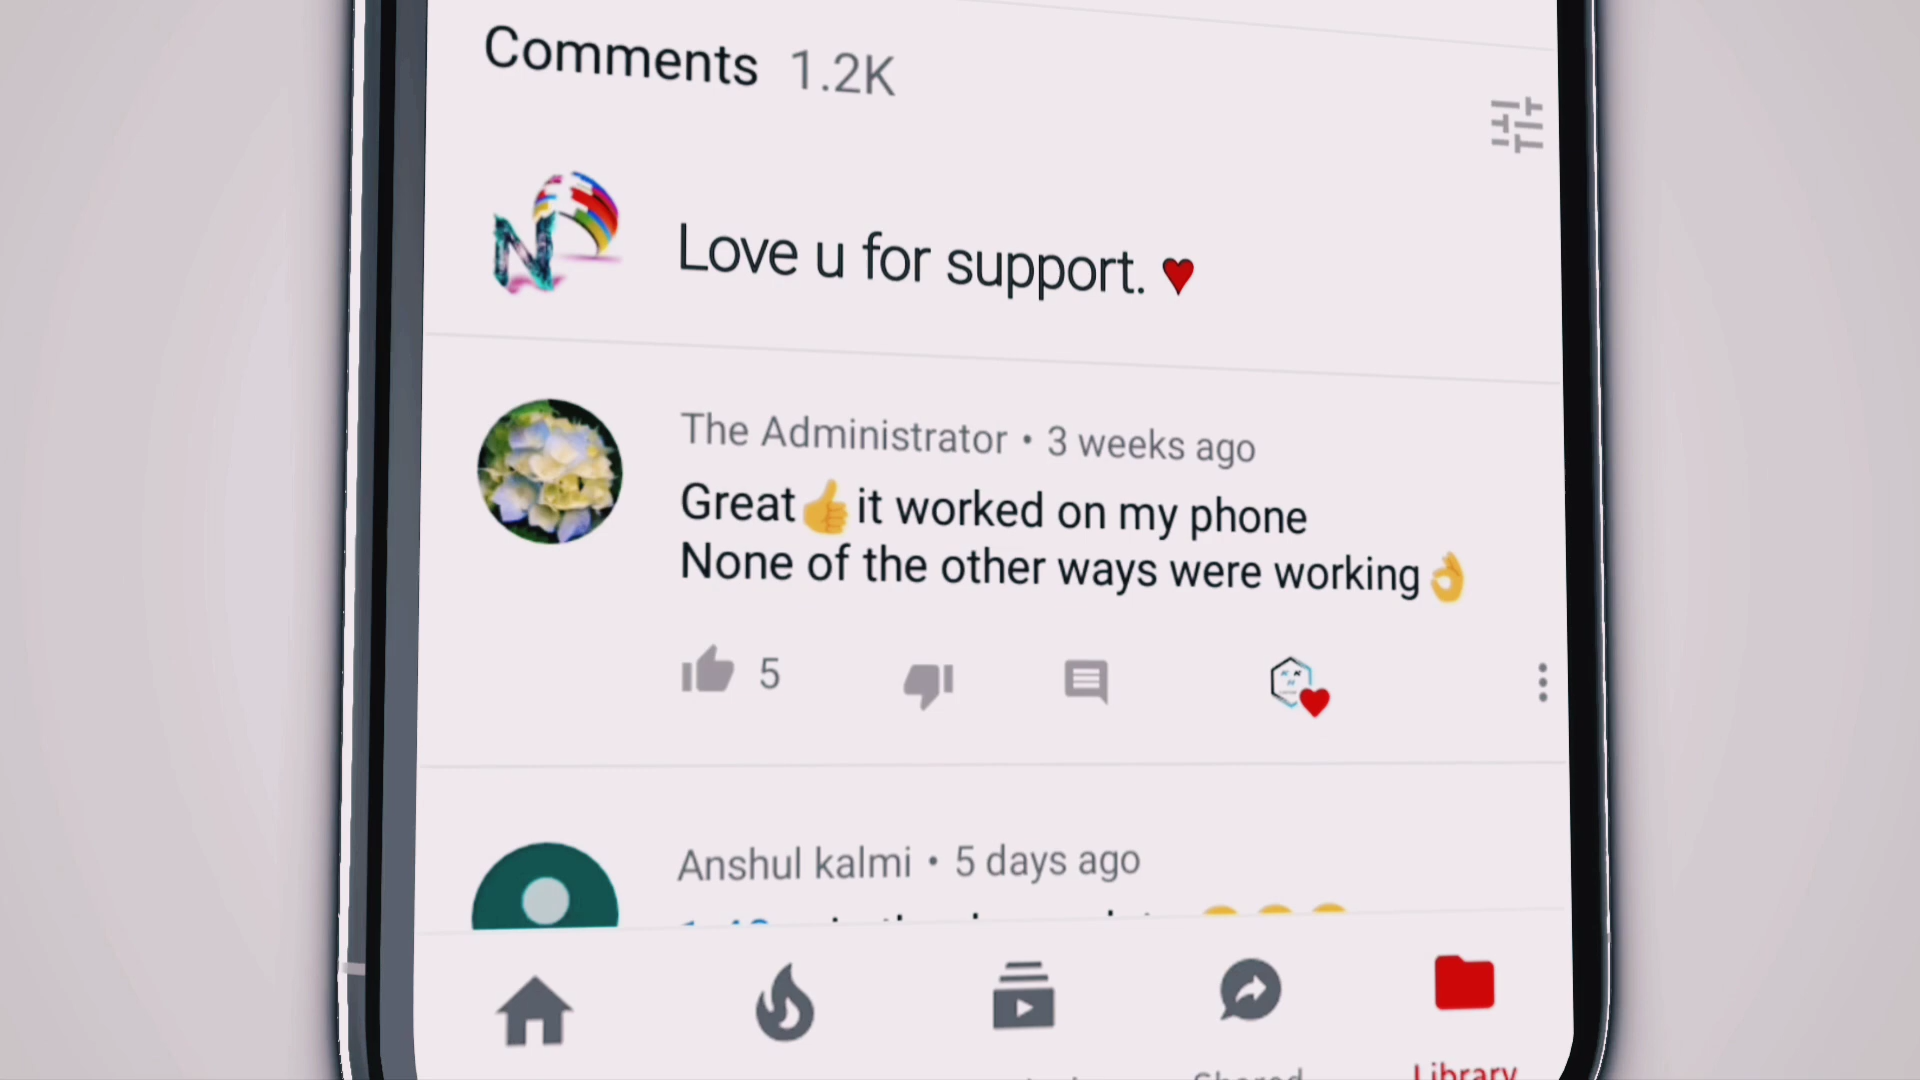 Comments 1.2K
Love u for support. ♥
The Administrator • 3 weeks ago
Great👍it worked on my phone
None of the other ways were working👌
5
Anshul kalmi • 5 days ago
Library